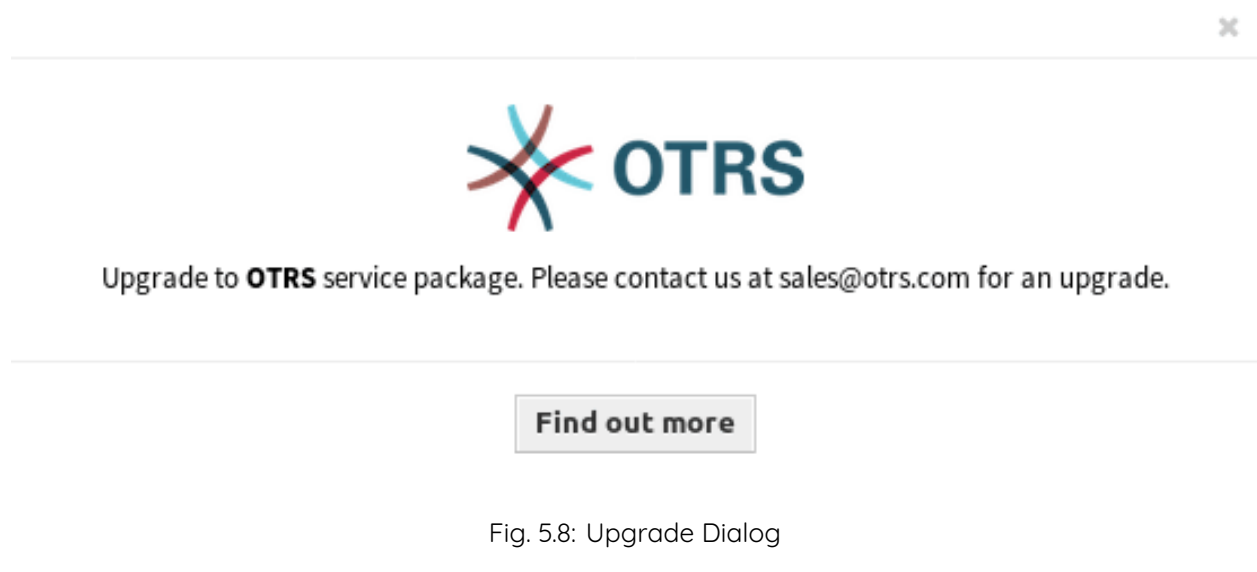 OTRS
Upgrade to OTRS service package. Please contact us at sales@otrs.com for an upgrade.
Find out more
Fig. 5.8: Upgrade Dialog